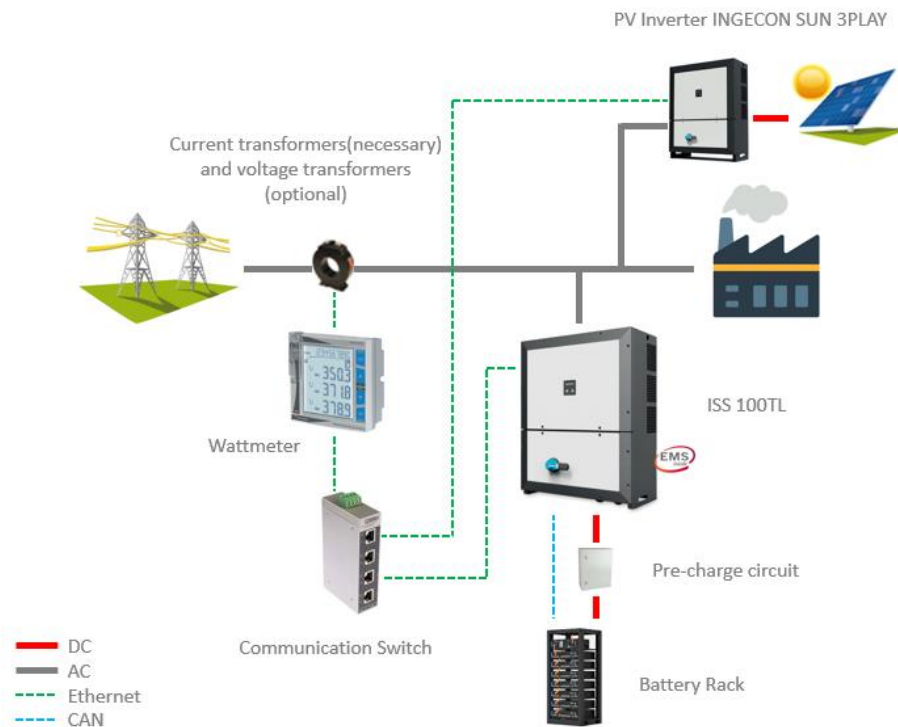 PV Inverter INGECON SUN 3PLAY
Current transformers(necessary)
and voltage transformers
(optional)
350.3
371.8
378.9
Wattmeter
ISS 100TL
EMS
Pre-charge circuit
Communication Switch
Battery Rack
DC
AC
Ethernet
CAN